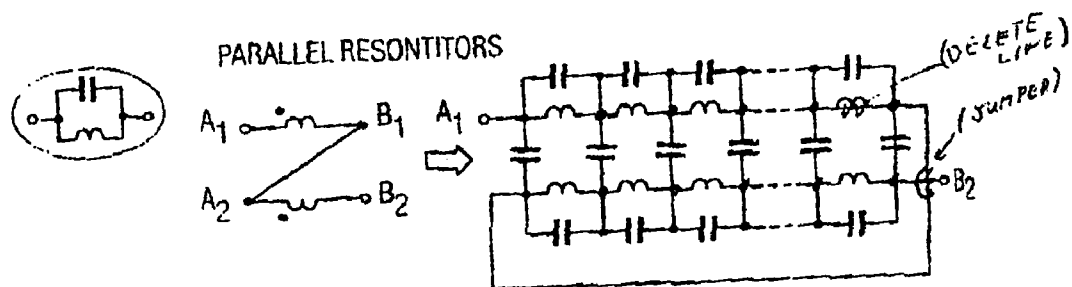 PARALLEL RESONTITORS
(DELETE
LINE)
(JUMPER)
A1
B1
A1
A2
B2
B2